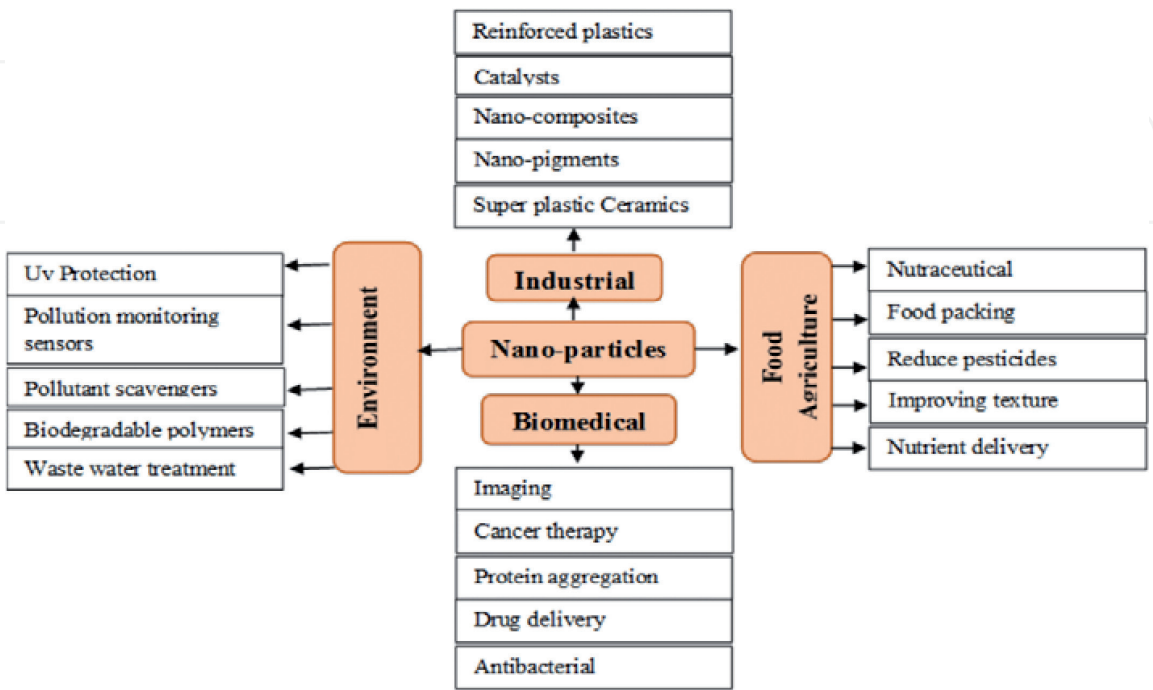 Reinforced plastics
Catalysts
Nano-composites
Nano-pigments
Super plastic Ceramics
Industrial
Nano-particles
Biomedical
Environment
Uv Protection
Pollution monitoring
sensors
Pollutant scavengers
Biodegradable polymers
Waste water treatment
Food
Agriculture
Nutraceutical
Food packing
Reduce pesticides
Improving texture
Nutrient delivery
Imaging
Cancer therapy
Protein aggregation
Drug delivery
Antibacterial